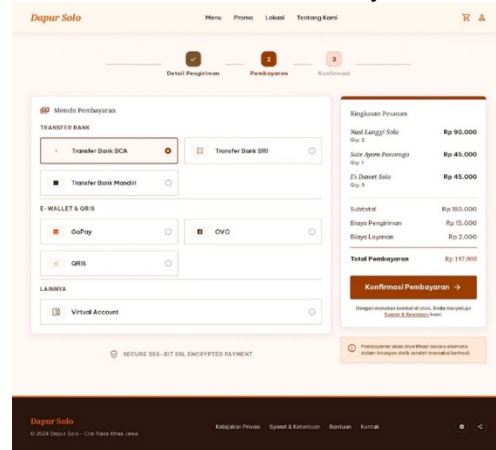 Dapur Solo
Menu Promo Lokasi Tentang Kami
2 3
Detail Pengiriman Pembayaran Konfirmasi
Metode Pembayaran
TRANSFER BANK
Transfer Bank BCA
Transfer Bank BRI
Transfer Bank Mandiri
E-WALLET & QRIS
GoPay
OVO
QRIS
LAINNYA
Virtual Account
SECURE 256-BIT SSL ENCRYPTED PAYMENT
Ringkasan Pesanan
Nasi Langgi Solo Rp 90.000
Qty: 2
Sate Ayam Ponorogo Rp 45.000
Qty: 1
Es Dawet Solo Rp 45.000
Qty: 3
Subtotal Rp 180.000
Biaya Pengiriman Rp 15.000
Biaya Layanan Rp 2.000
Total Pembayaran Rp 197.000
Konfirmasi Pembayaran →
Dengan menekan tombol di atas, Anda menyetujui
Syarat & Ketentuan kami.
Pembayaran akan diverifikasi secara otomatis
dalam hitungan detik setelah transaksi berhasil.
Dapur Solo
© 2024 Dapur Solo - Cita Rasa Khas Jawa.
Kebijakan Privasi Syarat & Ketentuan Bantuan Kontak